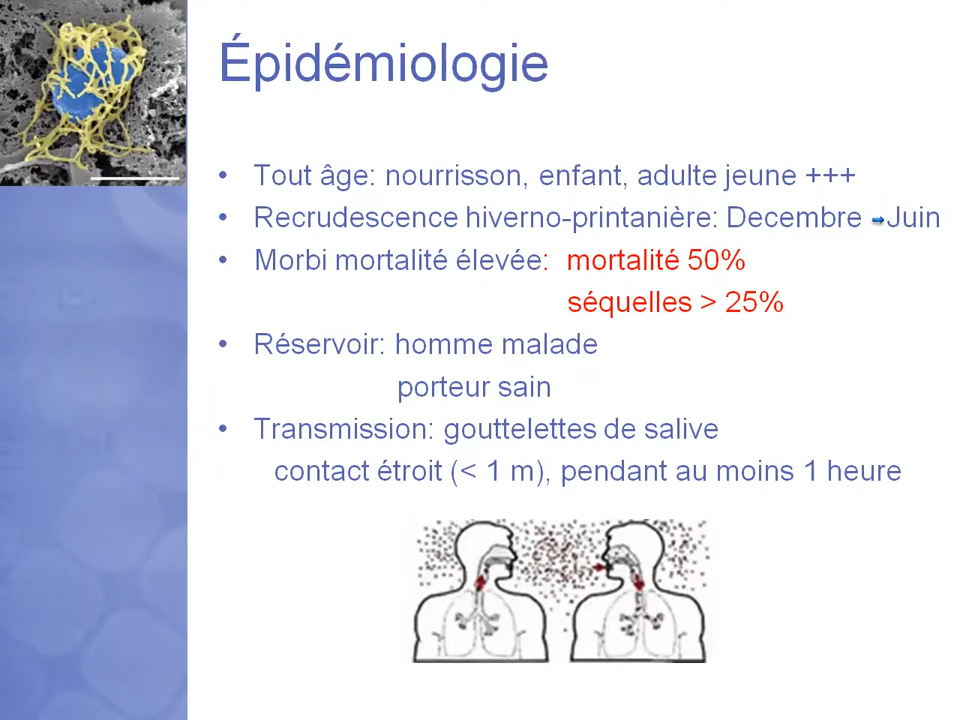 Épidémiologie
• Tout âge: nourrisson, enfant, adulte jeune +++
• Recrudescence hiverno-printanière: Decembre ➡Juin
• Morbi mortalité élevée: mortalité 50%
séquelles > 25%
• Réservoir: homme malade
porteur sain
• Transmission: gouttelettes de salive
contact étroit (< 1 m), pendant au moins 1 heure